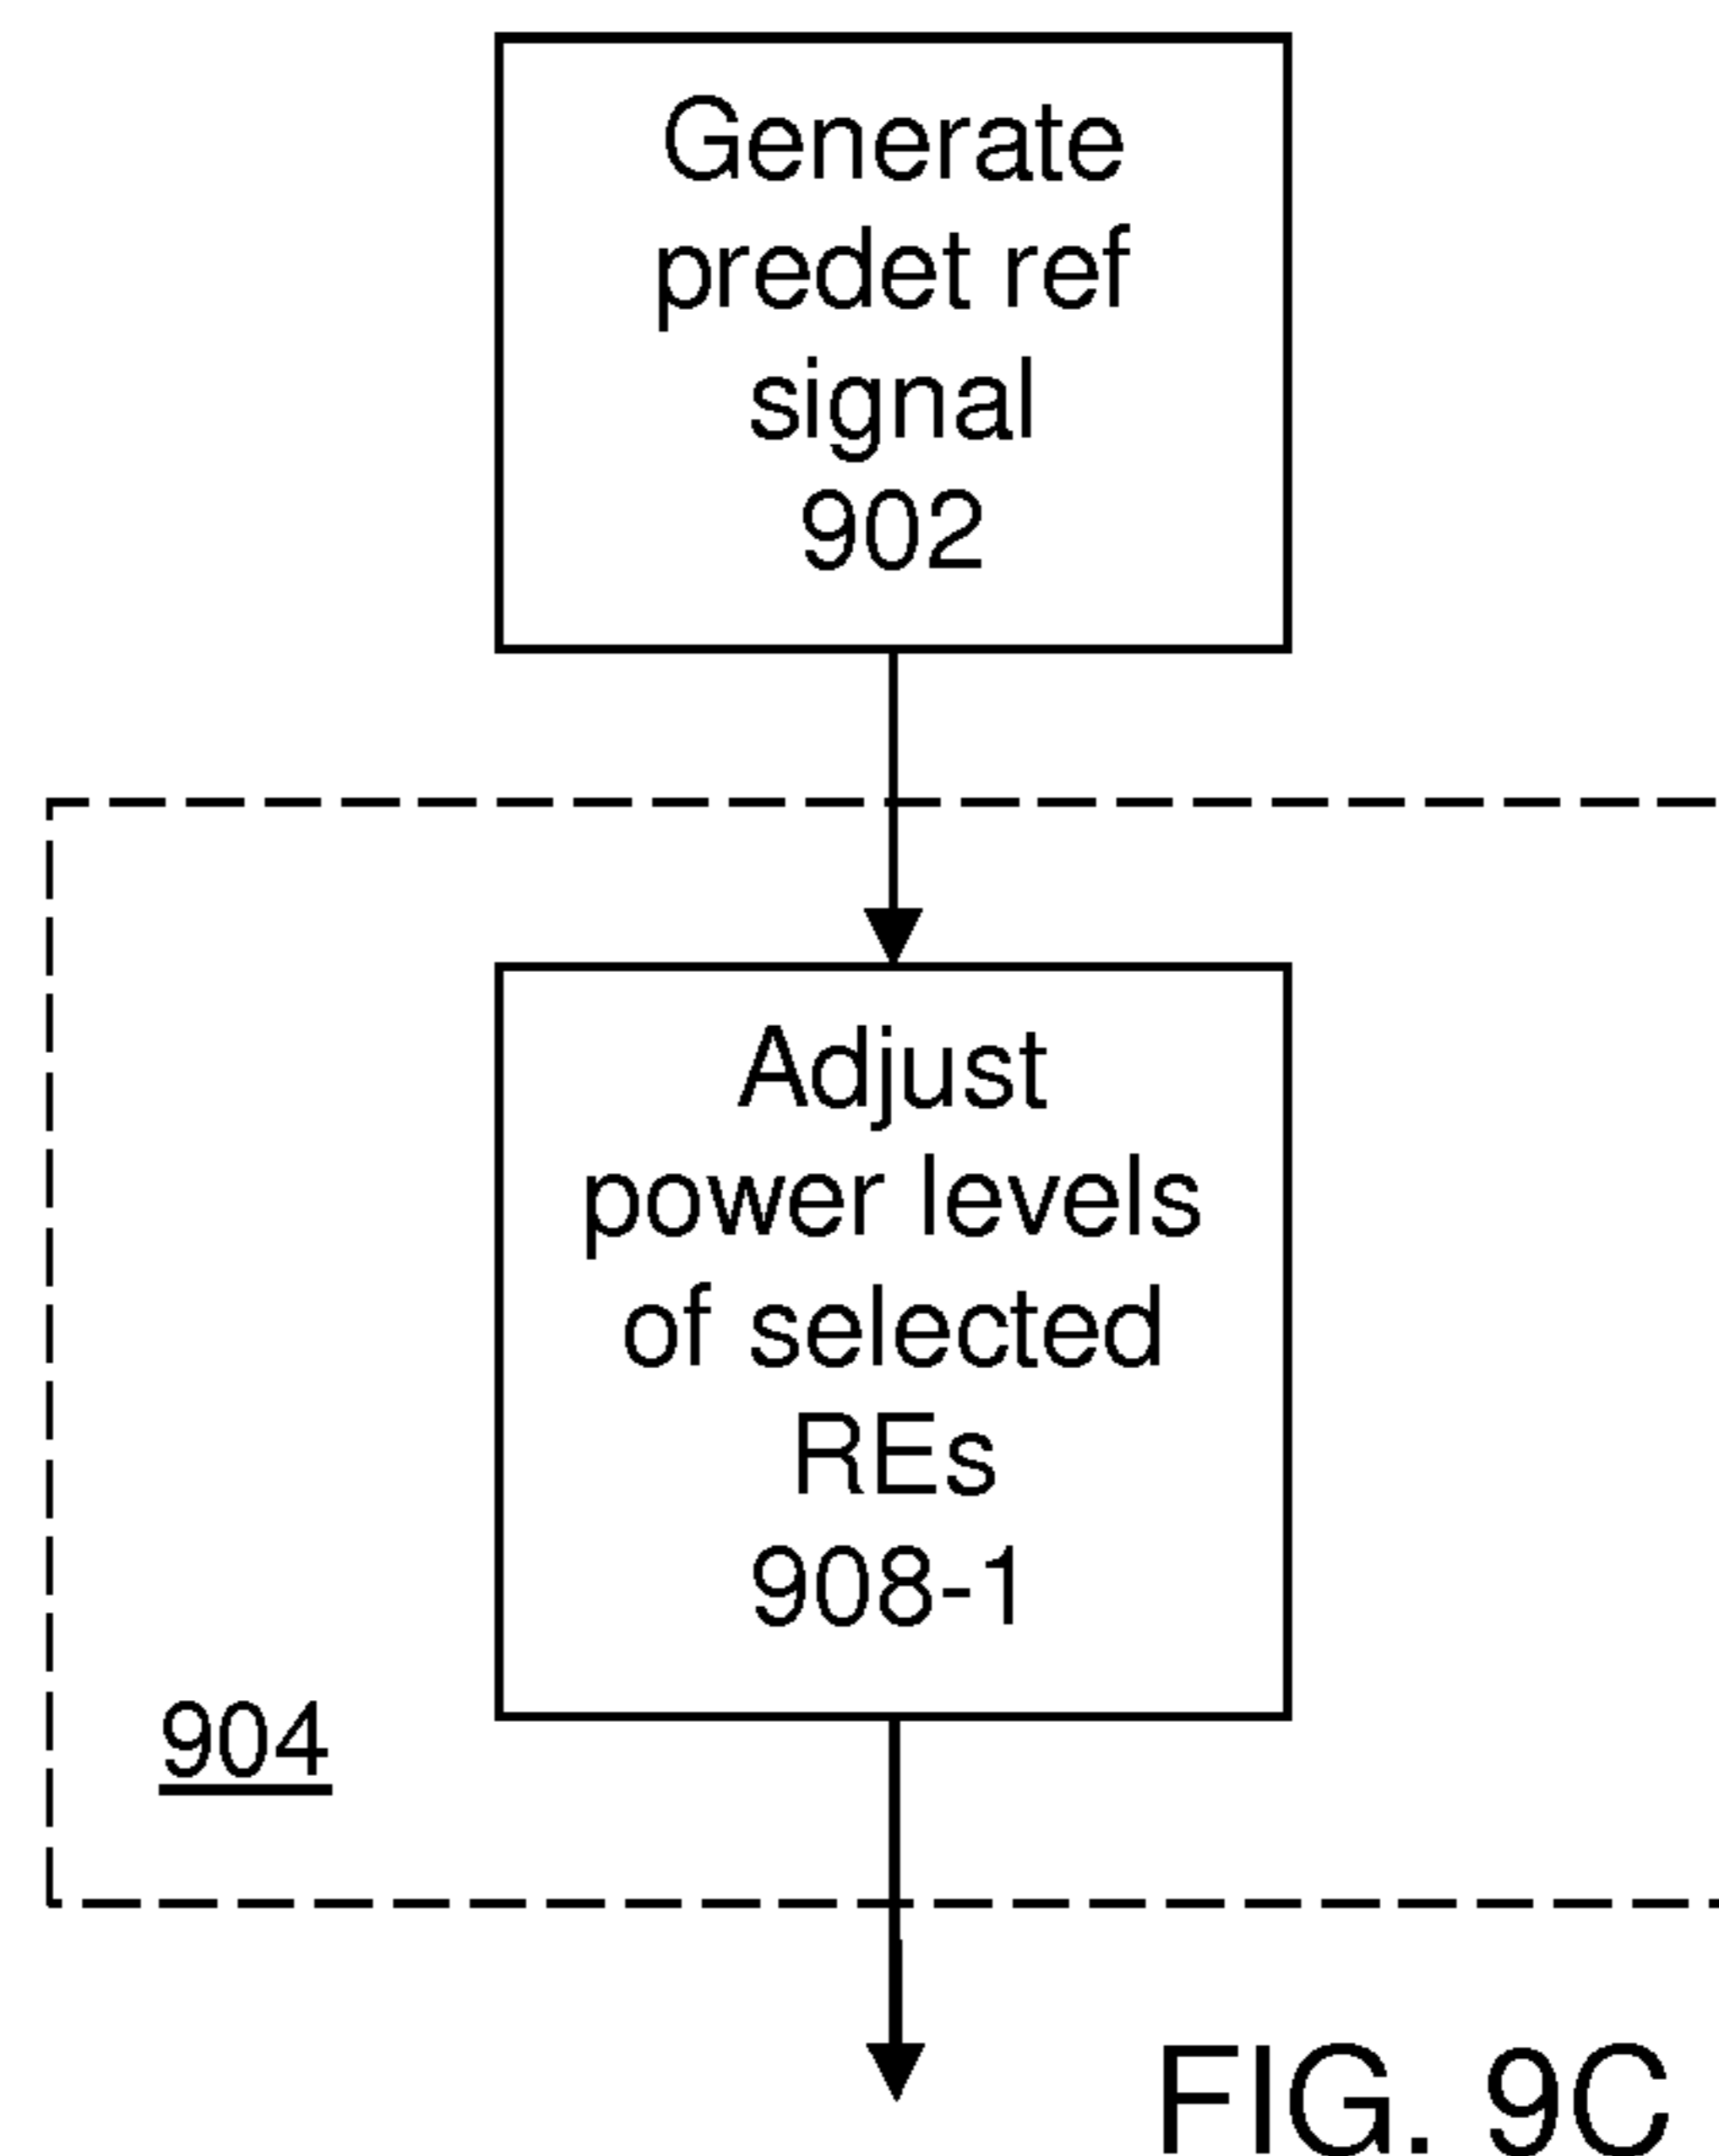 Generate
predet ref
signal
902
Adjust
power levels
of selected
REs
908-1
904
FIG. 9C